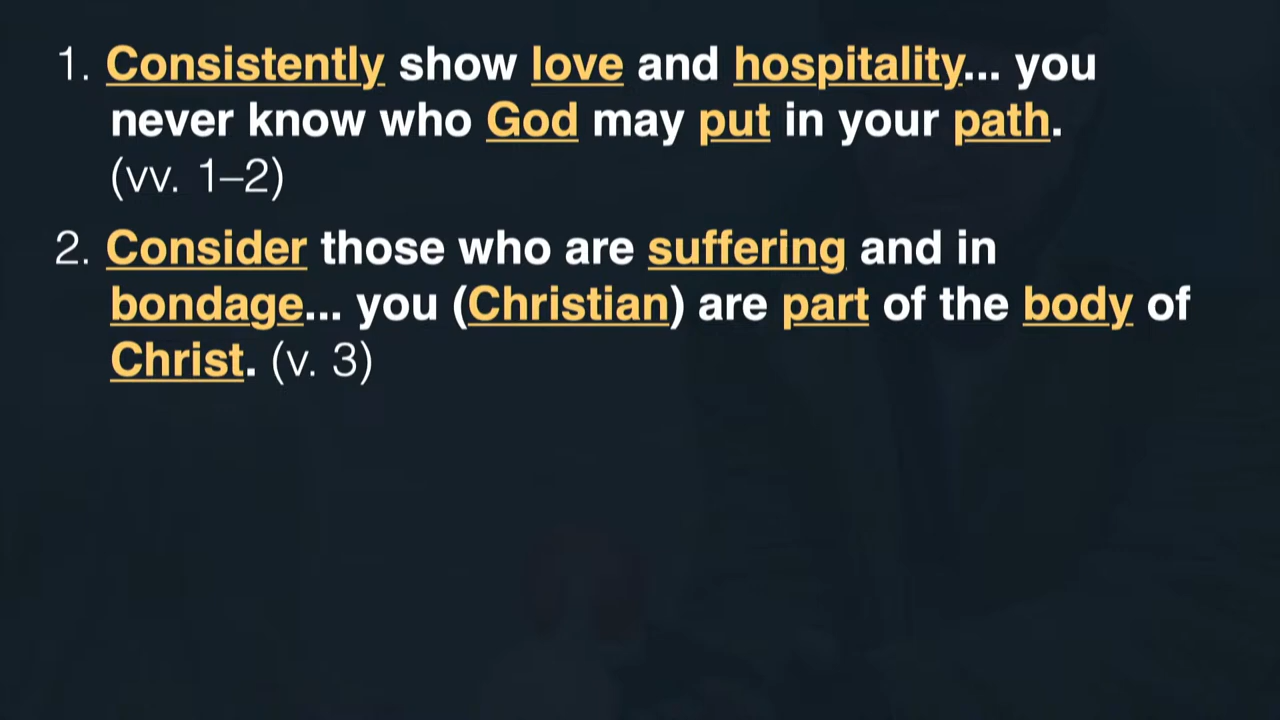 1. Consistently show love and hospitality... you
never know who God may put in your path.
(vv. 1–2)
2. Consider those who are suffering and in
bondage... you (Christian) are part of the body of
Christ. (v. 3)